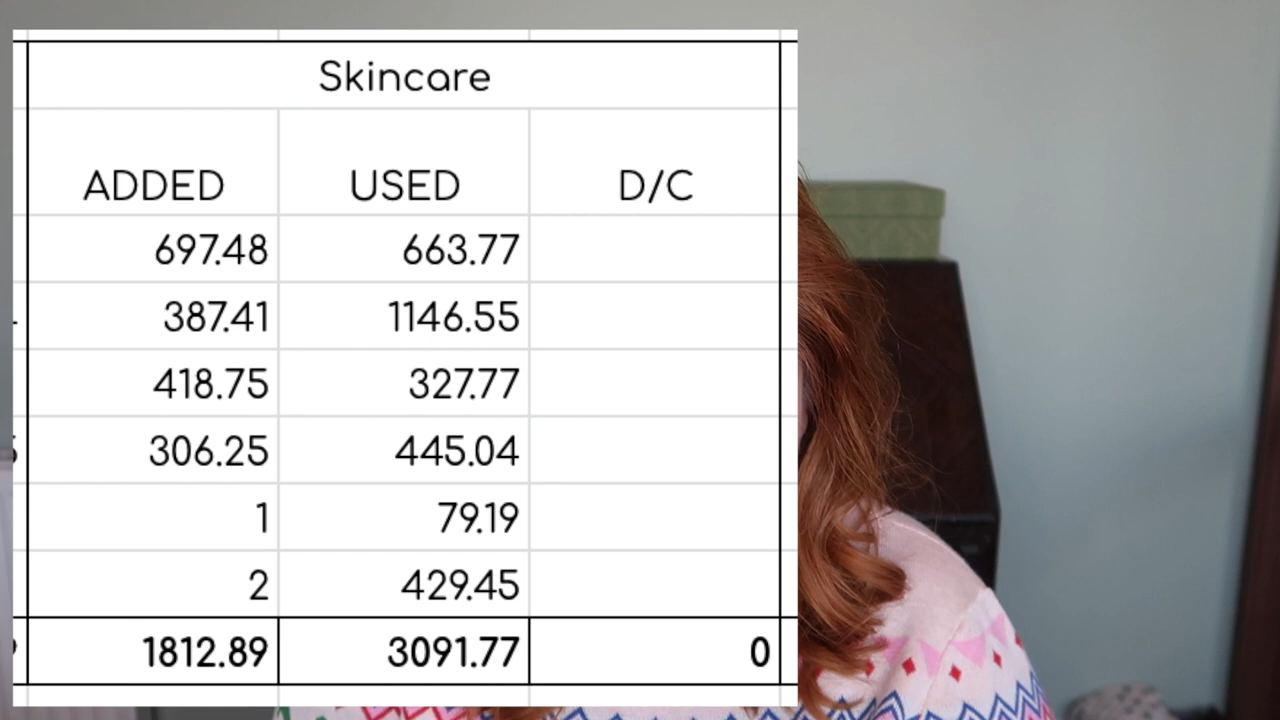 Skincare
ADDED USED D/C
697.48 663.77
387.41 1146.55
418.75 327.77
306.25 445.04
1 79.19
2 429.45
1812.89 3091.77 0